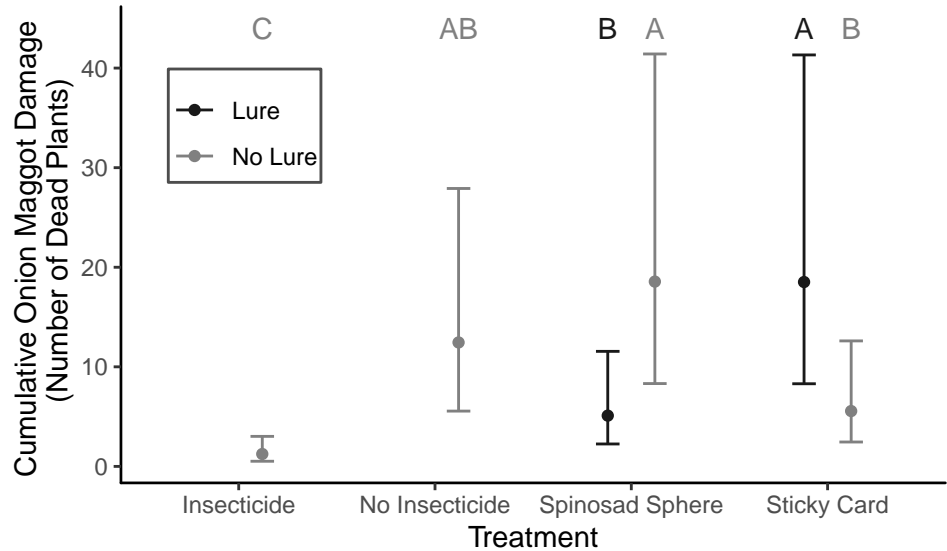 C AB B A A B
Cumulative Onion Maggot Damage
(Number of Dead Plants)
40
30
20
10
0
Lure
No Lure
Insecticide No Insecticide Spinosad Sphere Sticky Card
Treatment